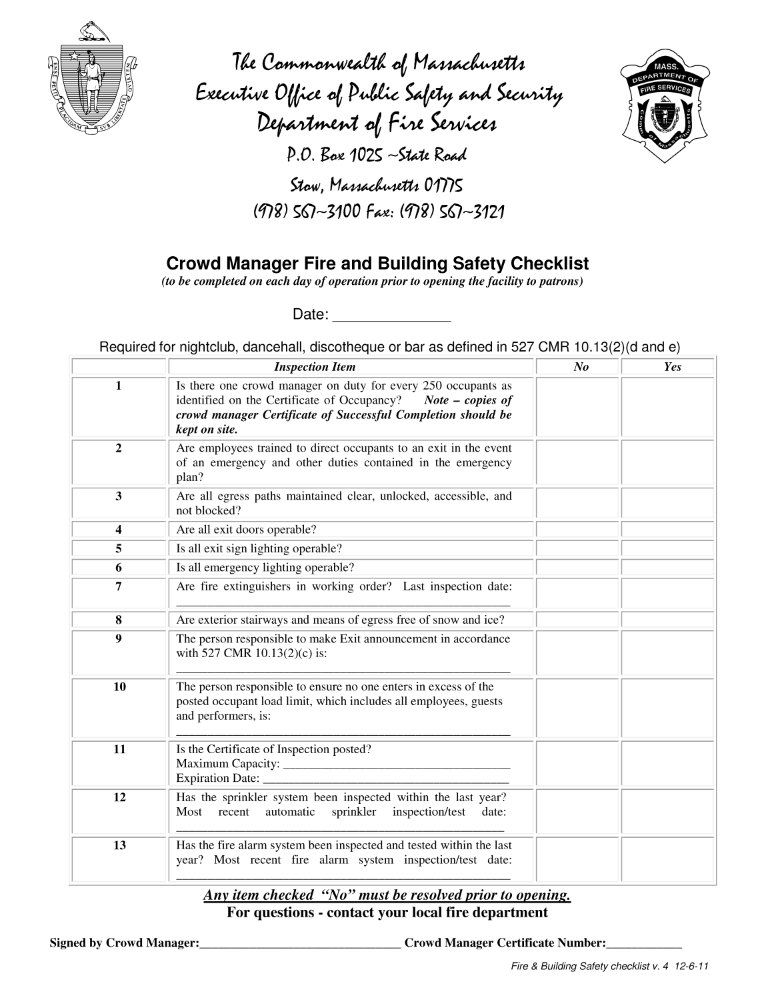 The Commonwealth of Massachusetts
Executive Office of Public Safety and Security
Department of Fire Services
P.O. Box 1025 ~State Road
Stow, Massachusetts 01775
(978) 567~3100 Fax: (978) 567~3121
ENSE PETIT PLACIDAM SVB LIBERTATE QVIETEM
MASS.
DEPARTMENT OF
FIRE SERVICES
Comm of Massachusetts
Crowd Manager Fire and Building Safety Checklist
(to be completed on each day of operation prior to opening the facility to patrons)
Date: _______________
Required for nightclub, dancehall, discotheque or bar as defined in 527 CMR 10.13(2)(d and e)
Inspection Item No Yes
1 Is there one crowd manager on duty for every 250 occupants as
identified on the Certificate of Occupancy? Note – copies of
crowd manager Certificate of Successful Completion should be
kept on site.
2 Are employees trained to direct occupants to an exit in the event
of an emergency and other duties contained in the emergency
plan?
3 Are all egress paths maintained clear, unlocked, accessible, and
not blocked?
4 Are all exit doors operable?
5 Is all exit sign lighting operable?
6 Is all emergency lighting operable?
7 Are fire extinguishers in working order? Last inspection date:
_____________________________________________________
8 Are exterior stairways and means of egress free of snow and ice?
9 The person responsible to make Exit announcement in accordance
with 527 CMR 10.13(2)(c) is:
_____________________________________________________
10 The person responsible to ensure no one enters in excess of the
posted occupant load limit, which includes all employees, guests
and performers, is:
_____________________________________________________
11 Is the Certificate of Inspection posted?
Maximum Capacity: ____________________________________
Expiration Date: _______________________________________
12 Has the sprinkler system been inspected within the last year?
Most recent automatic sprinkler inspection/test date:
____________________________________________________
13 Has the fire alarm system been inspected and tested within the last
year? Most recent fire alarm system inspection/test date:
_____________________________________________________
Any item checked “No” must be resolved prior to opening.
For questions - contact your local fire department
Signed by Crowd Manager:________________________________ Crowd Manager Certificate Number:____________
Fire & Building Safety checklist v. 4 12-6-11